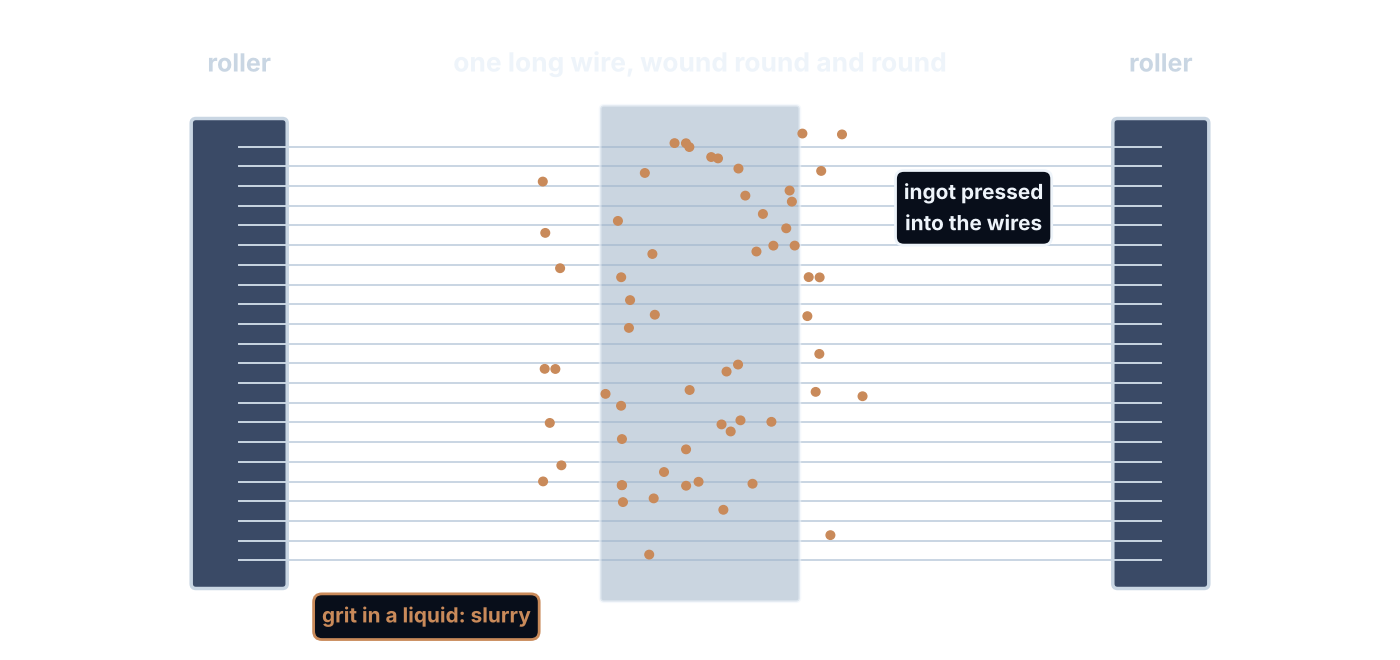 roller
one long wire, wound round and round
roller
ingot pressed
into the wires
grit in a liquid: slurry